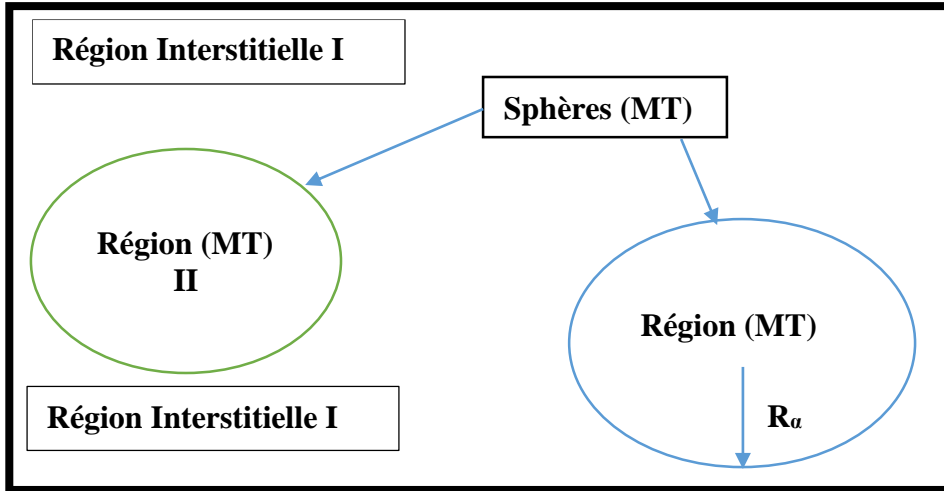 Région Interstitielle I
Sphères (MT)
Région (MT)
II
Région (MT)
Rα
Région Interstitielle I